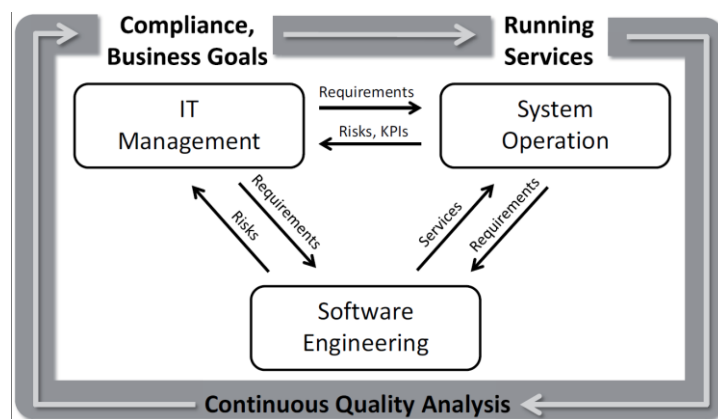 Compliance,
Business Goals
Running
Services
IT
Management
Requirements
Risks, KPIs
System
Operation
Risks
Requirements
Services
Requirements
Software
Engineering
Continuous Quality Analysis